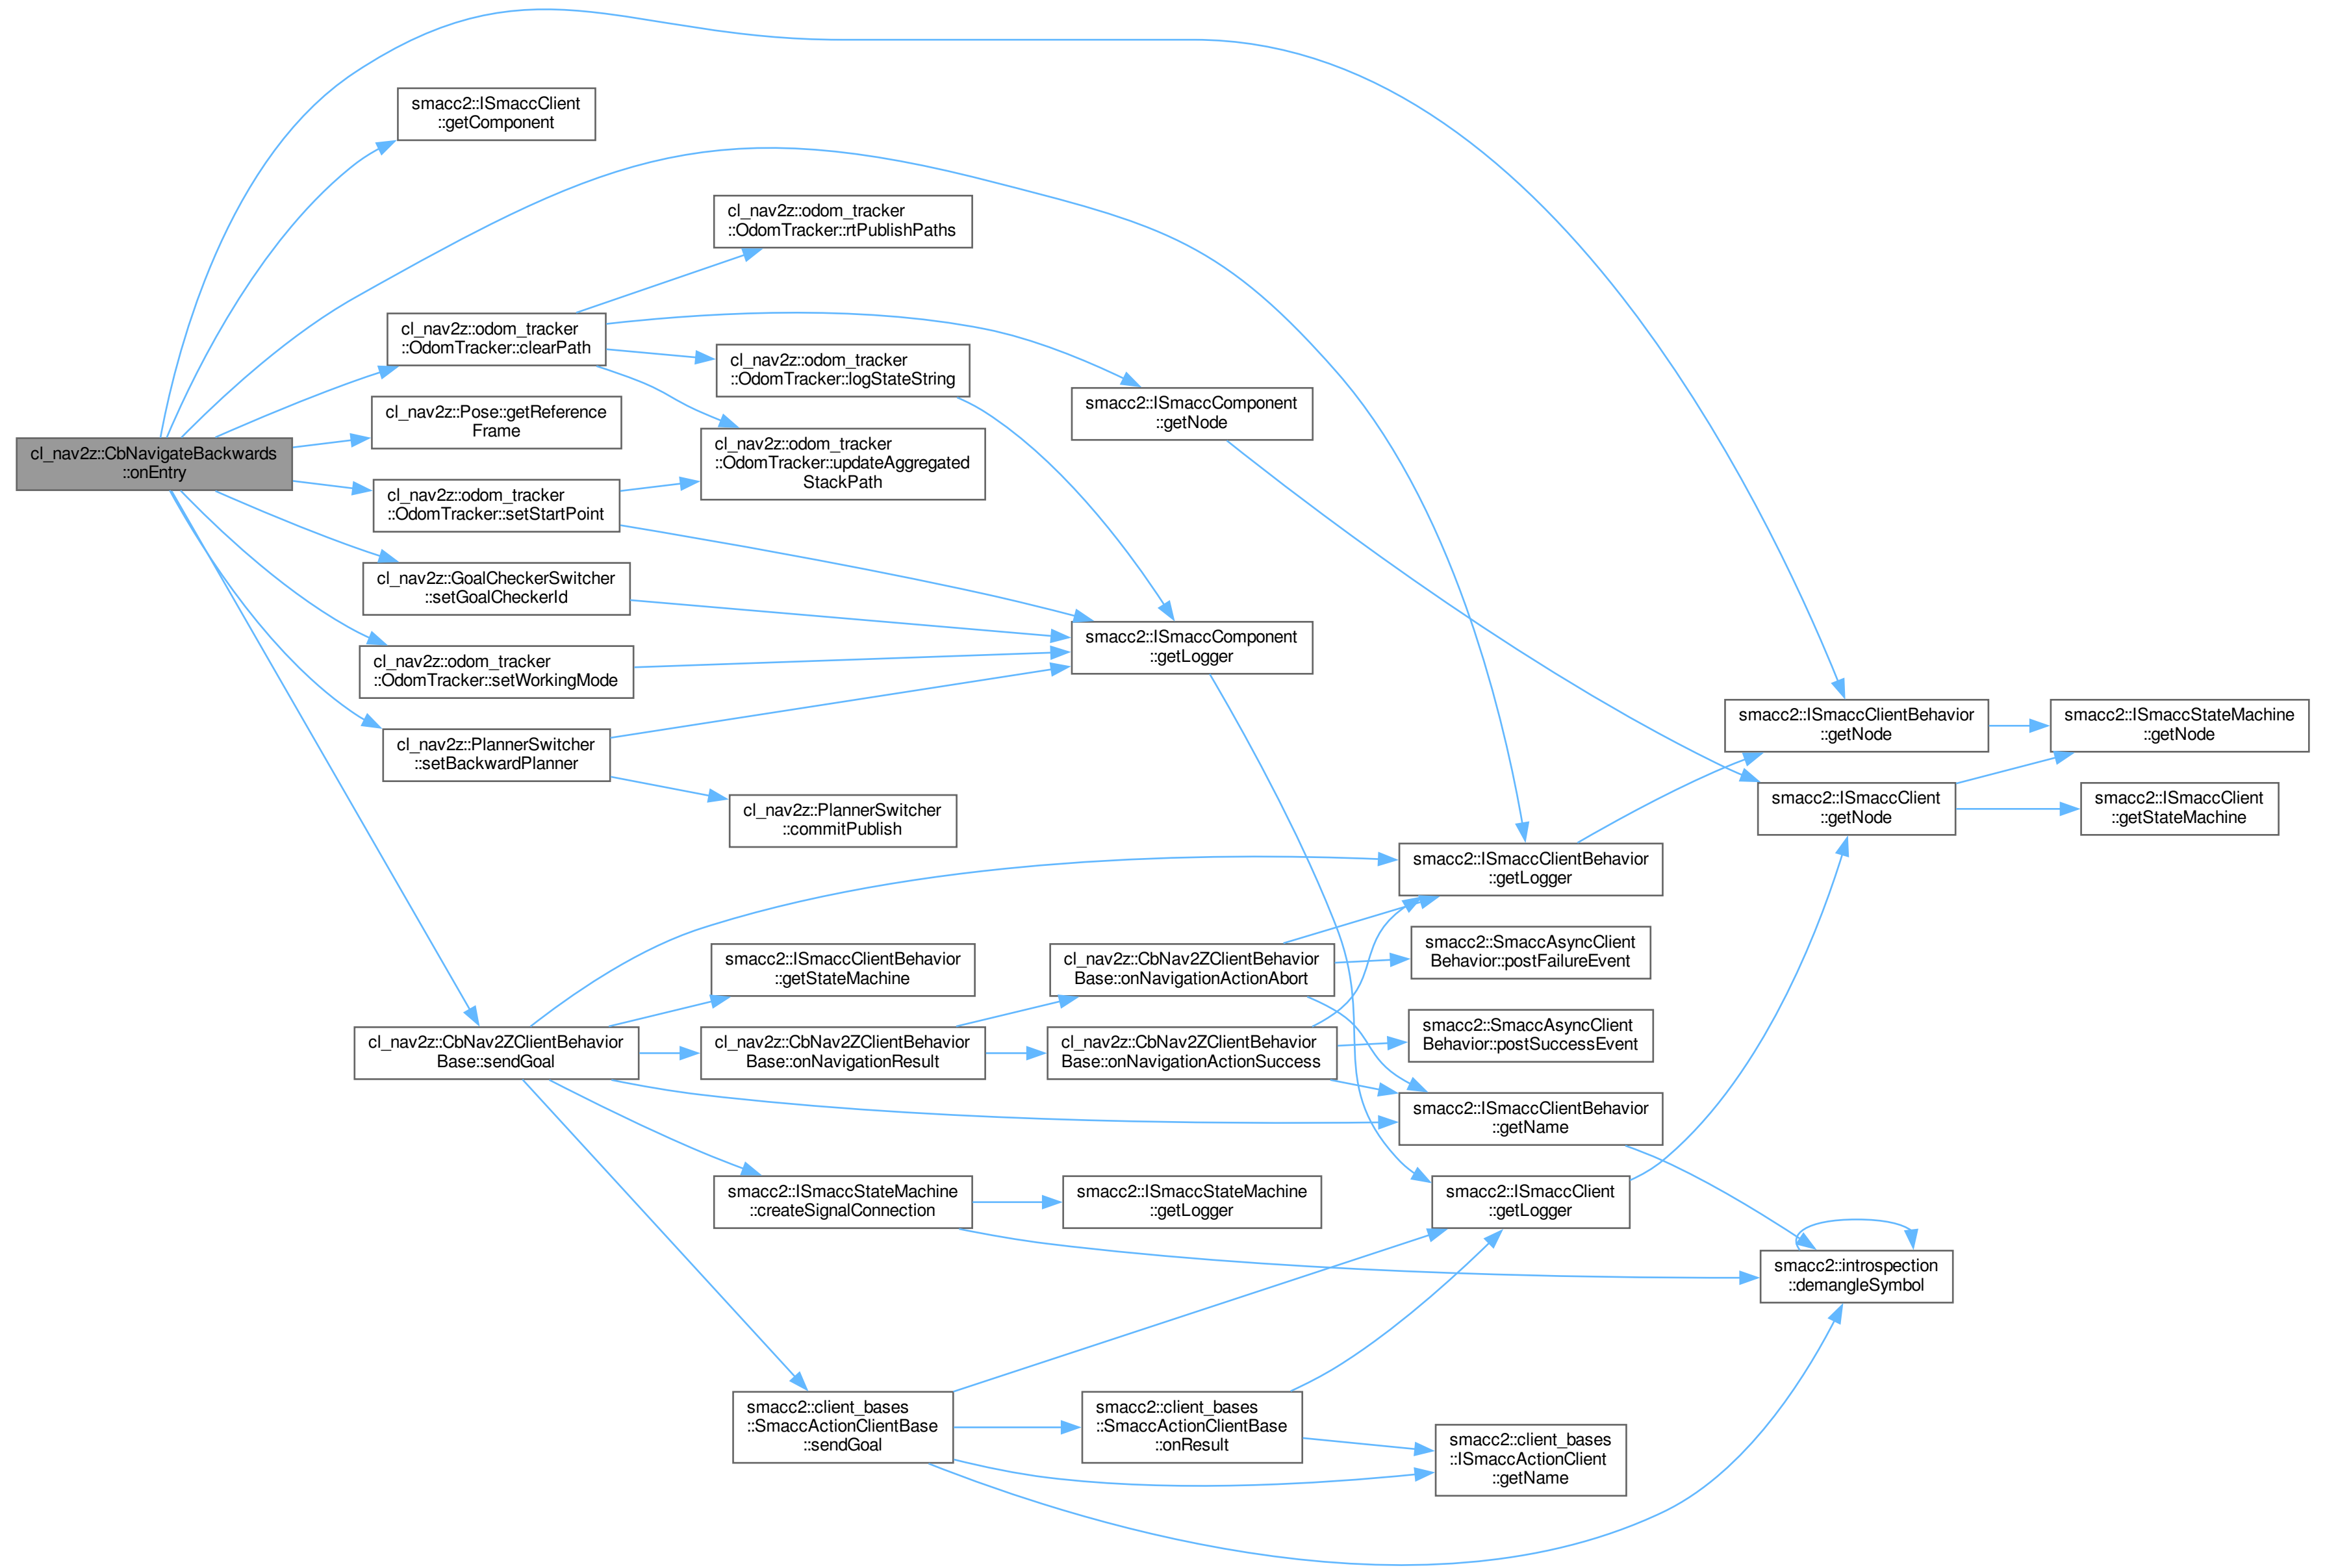 cl_nav2z::CbNavigateBackwards
::onEntry
smacc2::ISmaccClient
::getComponent
cl_nav2z::odom_tracker
::OdomTracker::clearPath
cl_nav2z::Pose::getReference
Frame
cl_nav2z::odom_tracker
::OdomTracker::setStartPoint
cl_nav2z::GoalCheckerSwitcher
::setGoalCheckerId
cl_nav2z::odom_tracker
::OdomTracker::setWorkingMode
cl_nav2z::PlannerSwitcher
::setBackwardPlanner
cl_nav2z::CbNav2ZClientBehavior
Base::sendGoal
cl_nav2z::odom_tracker
::OdomTracker::rtPublishPaths
cl_nav2z::odom_tracker
::OdomTracker::logStateString
cl_nav2z::odom_tracker
::OdomTracker::updateAggregated
StackPath
cl_nav2z::PlannerSwitcher
::commitPublish
smacc2::ISmaccClientBehavior
::getStateMachine
cl_nav2z::CbNav2ZClientBehavior
Base::onNavigationResult
smacc2::ISmaccStateMachine
::createSignalConnection
smacc2::client_bases
::SmaccActionClientBase
::sendGoal
smacc2::ISmaccComponent
::getNode
smacc2::ISmaccComponent
::getLogger
cl_nav2z::CbNav2ZClientBehavior
Base::onNavigationActionAbort
cl_nav2z::CbNav2ZClientBehavior
Base::onNavigationActionSuccess
smacc2::ISmaccStateMachine
::getLogger
smacc2::client_bases
::SmaccActionClientBase
::onResult
smacc2::ISmaccClientBehavior
::getLogger
smacc2::SmaccAsyncClient
Behavior::postFailureEvent
smacc2::SmaccAsyncClient
Behavior::postSuccessEvent
smacc2::ISmaccClientBehavior
::getName
smacc2::ISmaccClient
::getLogger
smacc2::client_bases
::ISmaccActionClient
::getName
smacc2::ISmaccClientBehavior
::getNode
smacc2::ISmaccClient
::getNode
smacc2::introspection
::demangleSymbol
smacc2::ISmaccStateMachine
::getNode
smacc2::ISmaccClient
::getStateMachine